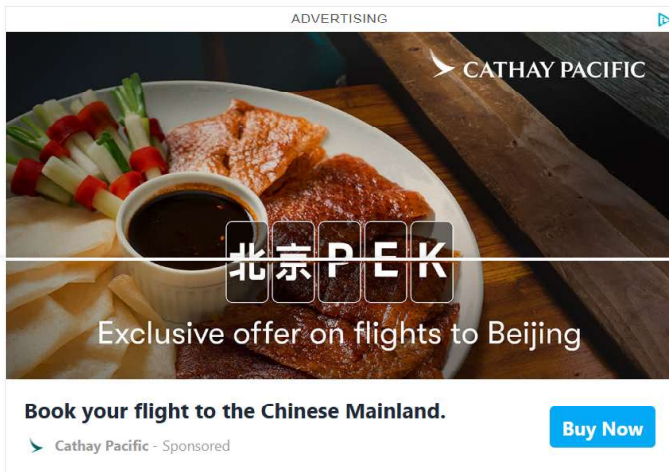 ADVERTISING
CATHAY PACIFIC
北京PEK
Exclusive offer on flights to Beijing
Book your flight to the Chinese Mainland.
Buy Now
Cathay Pacific - Sponsored